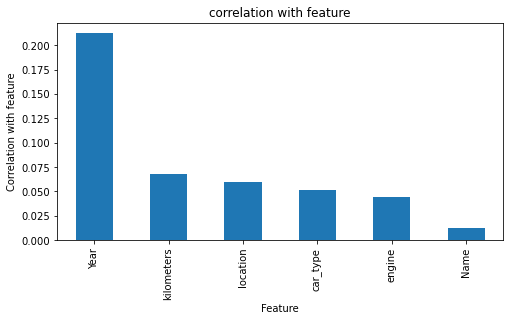 correlation with feature
Correlation with feature
0.200
0.175
0.150
0.125
0.100
0.075
0.050
0.025
0.000
Year
kilometers
location
car_type
engine
Name
Feature